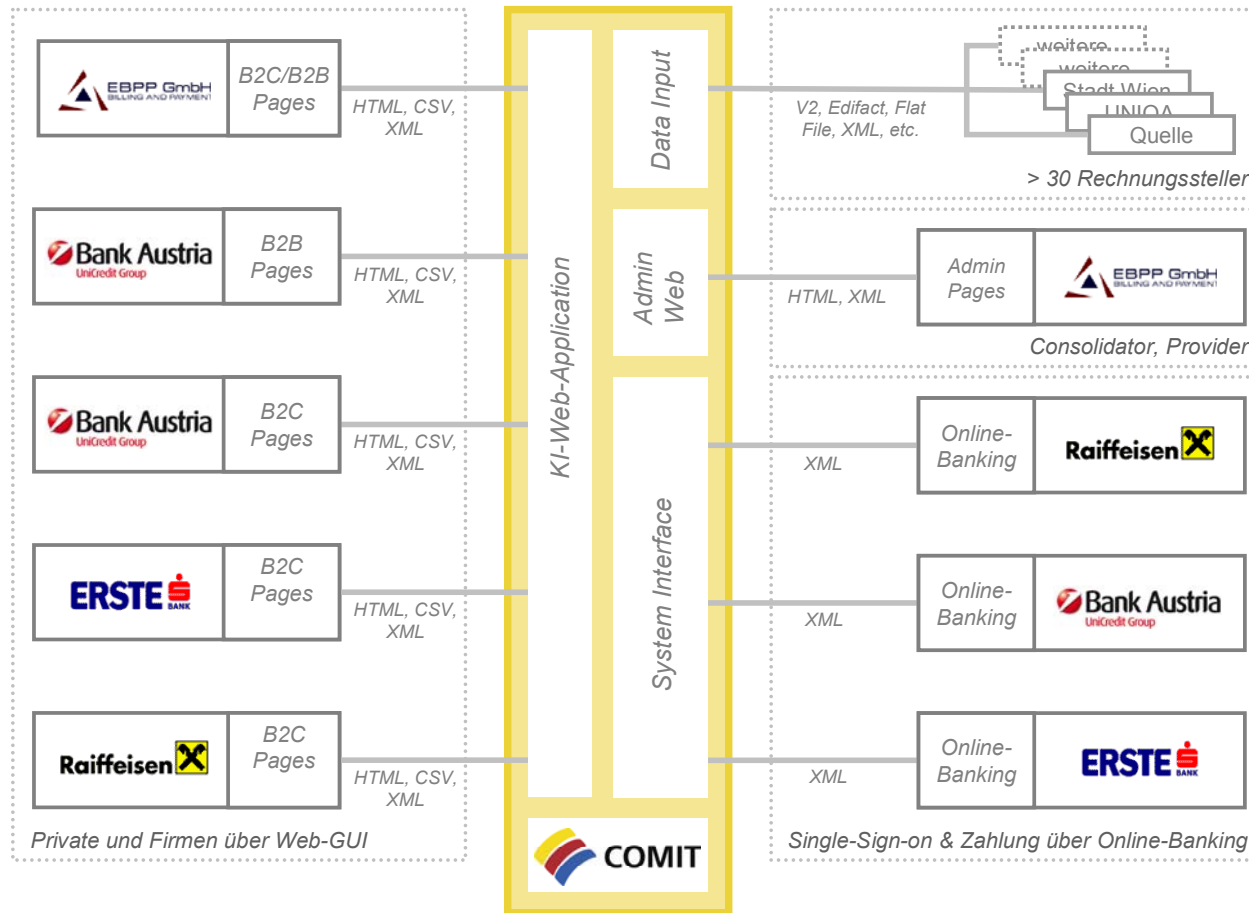 EBPP GmbH
BILLING AND PAYMENT
B2C/B2B
Pages
HTML, CSV,
XML
Bank Austria
UniCredit Group
B2B
Pages
HTML, CSV,
XML
Bank Austria
UniCredit Group
B2C
Pages
HTML, CSV,
XML
ERSTE
BANK
B2C
Pages
HTML, CSV,
XML
Raiffeisen
B2C
Pages
HTML, CSV,
XML
Private und Firmen über Web-GUI
KI-Web-Application
Data Input
Admin
Web
System Interface
COMIT
V2, Edifact, Flat
File, XML, etc.
weitere
weitere
Stadt Wien
UNIQA
Quelle
> 30 Rechnungssteller
HTML, XML
Admin
Pages
EBPP GmbH
BILLING AND PAYMENT
Consolidator, Provider
XML
Online-
Banking
Raiffeisen
XML
Online-
Banking
Bank Austria
UniCredit Group
XML
Online-
Banking
ERSTE
BANK
Single-Sign-on & Zahlung über Online-Banking